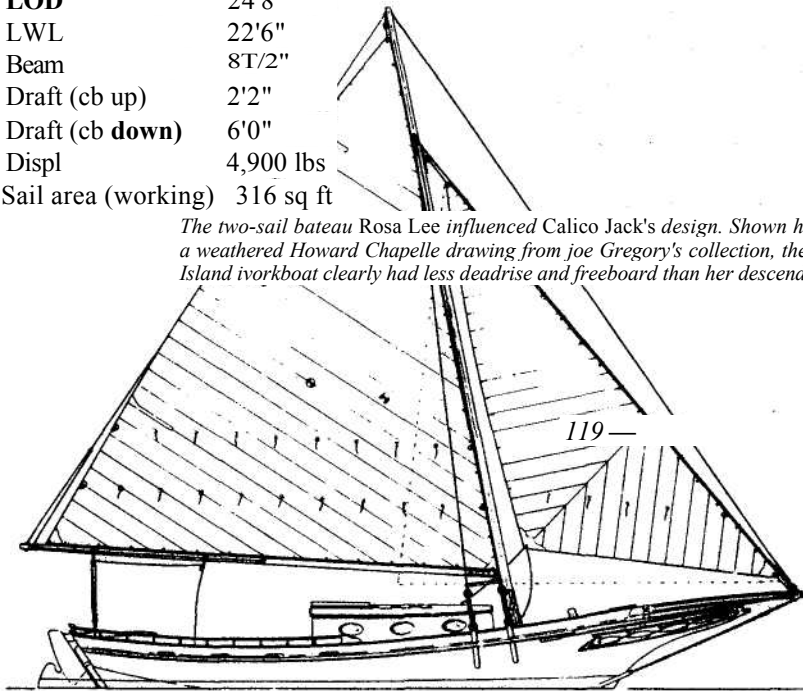 LOD 24'8"
LWL 22'6"
Beam 8T/2"
Draft (cb up) 2'2"
Draft (cb down) 6'0"
Displ 4,900 lbs
Sail area (working) 316 sq ft
The two-sail bateau Rosa Lee influenced Calico Jack's design. Shown h
a weathered Howard Chapelle drawing from joe Gregory's collection, the
Island ivorkboat clearly had less deadrise and freeboard than her descend
119 —